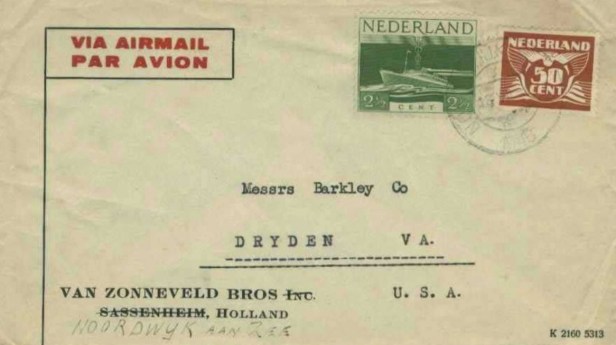 VIA AIRMAIL
PAR AVION
NEDERLAND
2½ CENT 2½
NEDERLAND
50
CENT
Messrs Barkley Co
DRYDEN VA.
U. S. A.
VAN ZONNEVELD BROS INC.
SASSENHEIM, HOLLAND
NOORDWYK AAN ZEE
K 2160 5313